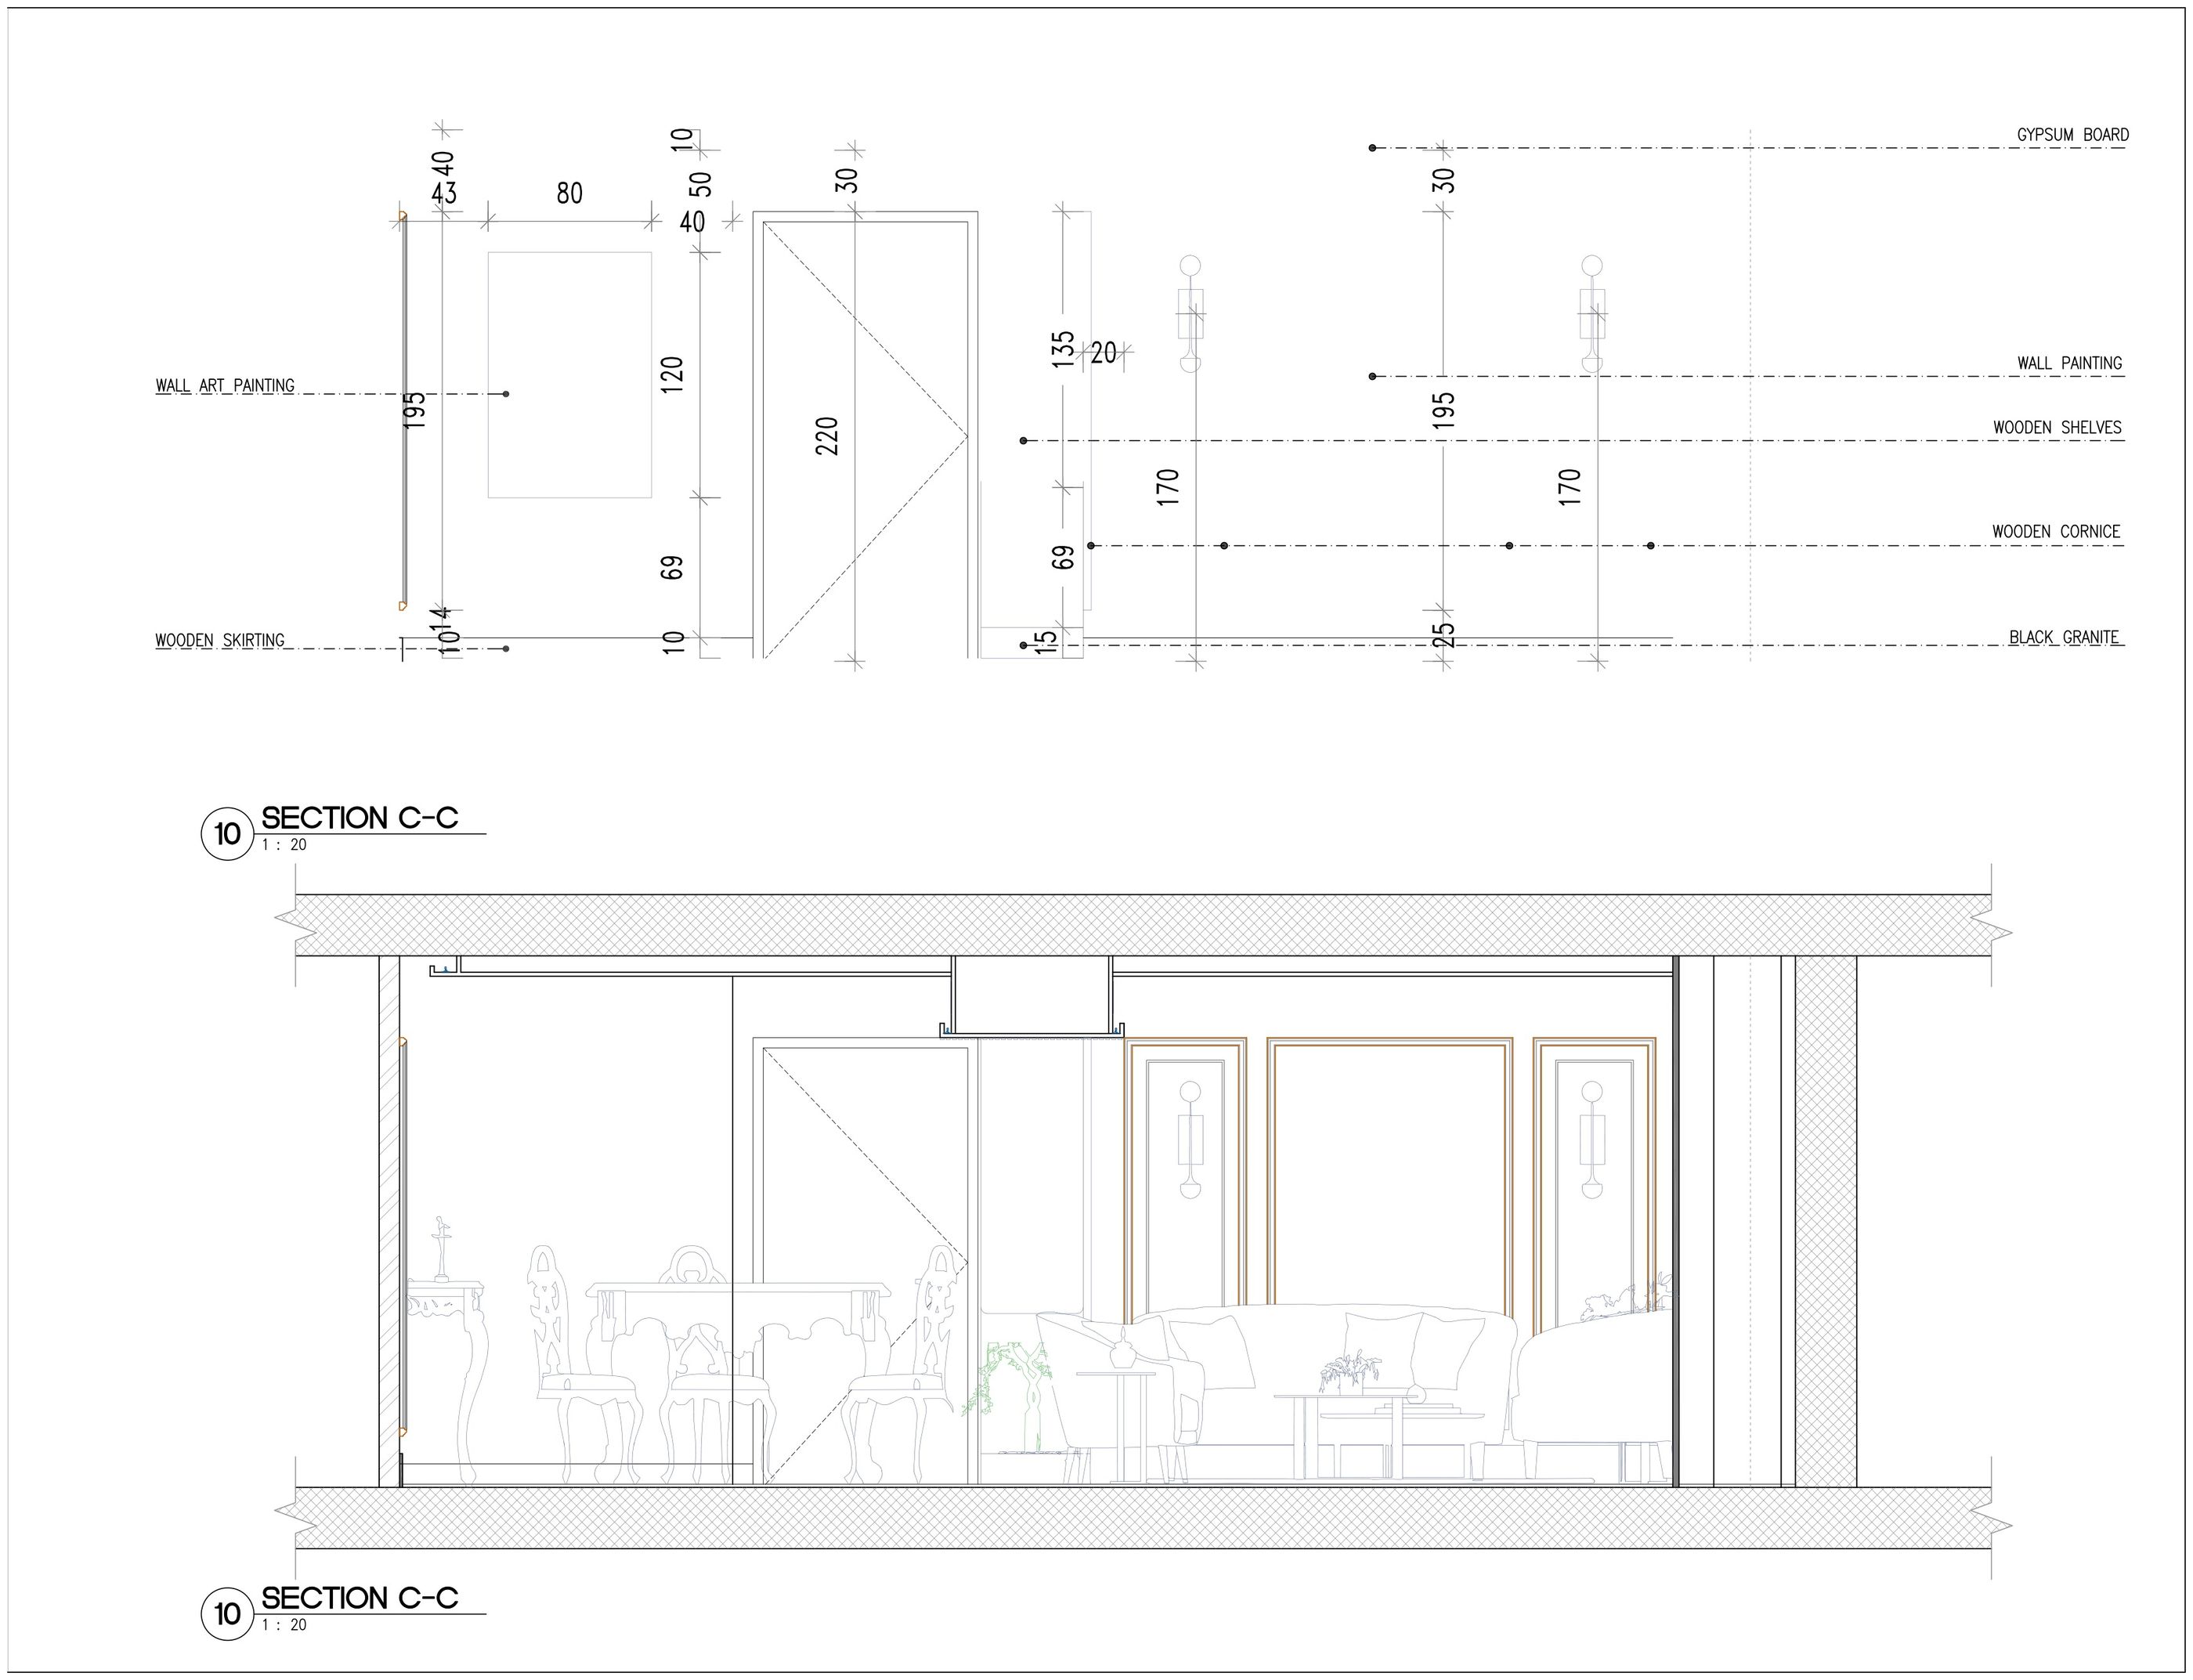 GYPSUM BOARD
10
40
50
30
30
43
80
40
135
20
WALL PAINTING
120
WALL ART PAINTING
195
195
220
WOODEN SHELVES
170
170
WOODEN CORNICE
69
69
14
10
10
15
25
WOODEN SKIRTING
BLACK GRANITE
10
SECTION C-C
1 : 20
10
SECTION C-C
1 : 20